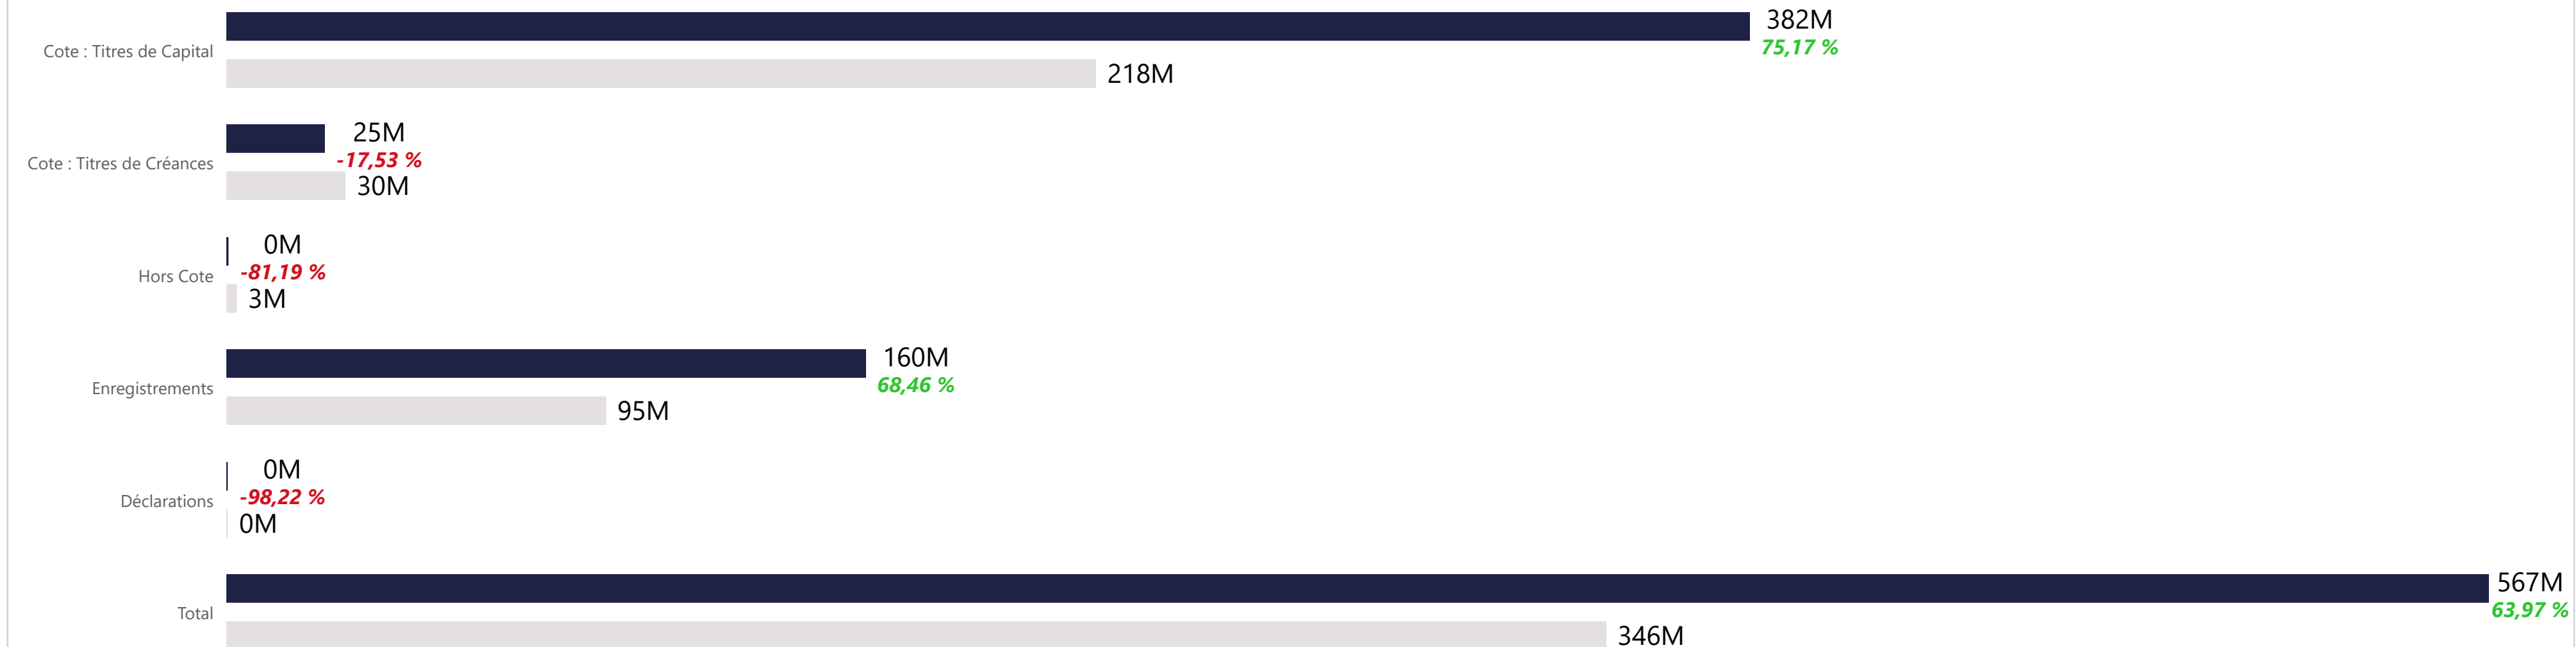 382M
75,17 %
Cote : Titres de Capital
218M
25M
-17,53 %
Cote : Titres de Créances
30M
0M
-81,19 %
Hors Cote
3M
160M
68,46 %
Enregistrements
95M
0M
-98,22 %
Déclarations
0M
567M
63,97 %
Total
346M